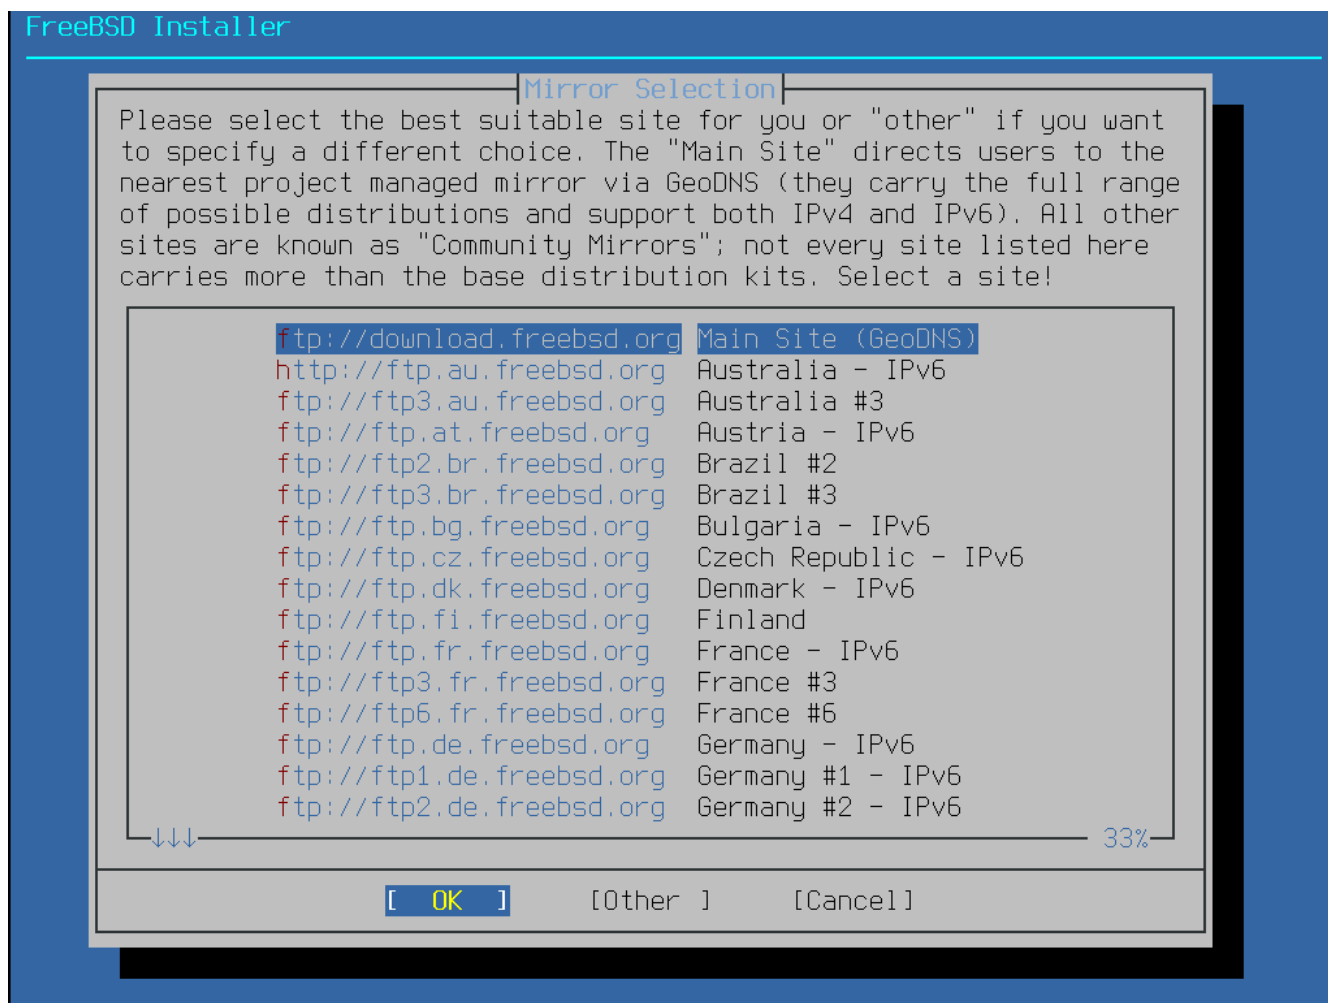 FreeBSD Installer
Mirror Selection
Please select the best suitable site for you or "other" if you want
to specify a different choice. The "Main Site" directs users to the
nearest project managed mirror via GeoDNS (they carry the full range
of possible distributions and support both IPv4 and IPv6). All other
sites are known as "Community Mirrors"; not every site listed here
carries more than the base distribution kits. Select a site!
ftp://download.freebsd.org Main Site (GeoDNS)
http://ftp.au.freebsd.org Australia - IPv6
ftp://ftp3.au.freebsd.org Australia #3
ftp://ftp.at.freebsd.org Austria - IPv6
ftp://ftp2.br.freebsd.org Brazil #2
ftp://ftp3.br.freebsd.org Brazil #3
ftp://ftp.bg.freebsd.org Bulgaria - IPv6
ftp://ftp.cz.freebsd.org Czech Republic - IPv6
ftp://ftp.dk.freebsd.org Denmark - IPv6
ftp://ftp.fi.freebsd.org Finland
ftp://ftp.fr.freebsd.org France - IPv6
ftp://ftp3.fr.freebsd.org France #3
ftp://ftp6.fr.freebsd.org France #6
ftp://ftp.de.freebsd.org Germany - IPv6
ftp://ftp1.de.freebsd.org Germany #1 - IPv6
ftp://ftp2.de.freebsd.org Germany #2 - IPv6
↓↓↓ 33%
[ OK ] [Other ] [Cancel]